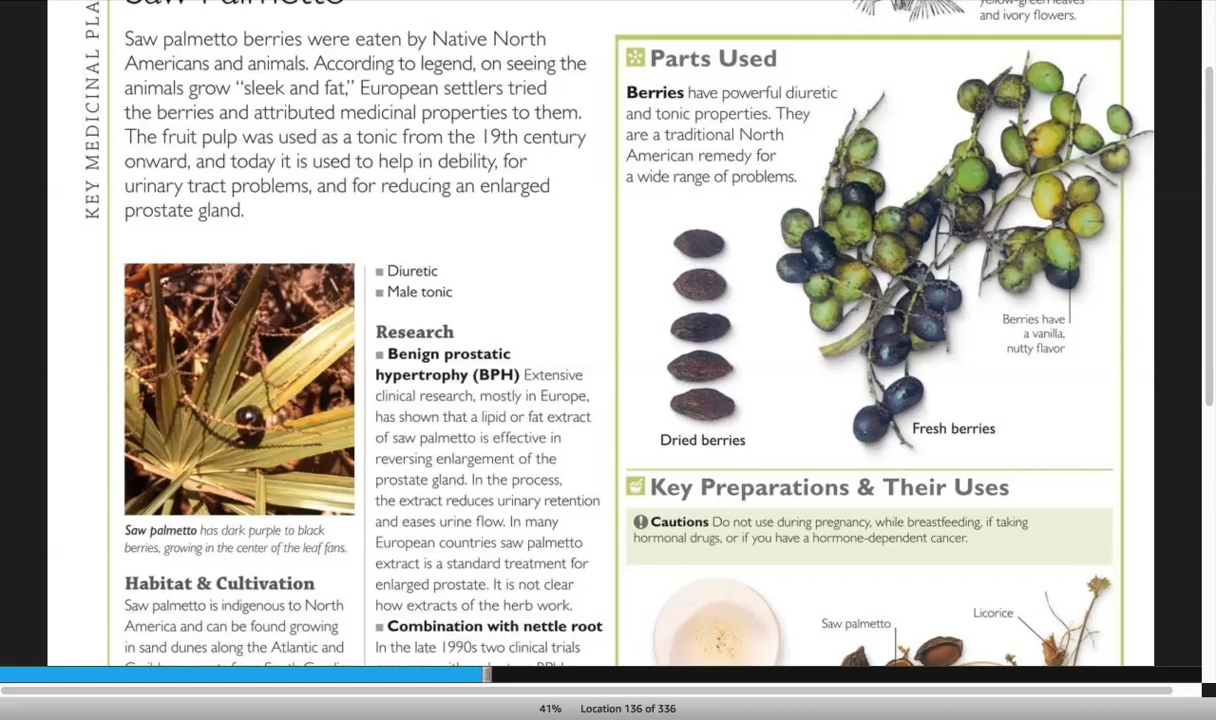 Saw Palmetto
KEY MEDICINAL PLA
Saw palmetto berries were eaten by Native North
Americans and animals. According to legend, on seeing the
animals grow “sleek and fat,” European settlers tried
the berries and attributed medicinal properties to them.
The fruit pulp was used as a tonic from the 19th century
onward, and today it is used to help in debility, for
urinary tract problems, and for reducing an enlarged
prostate gland.
Saw palmetto has dark purple to black
berries, growing in the center of the leaf fans.
Habitat & Cultivation
Saw palmetto is indigenous to North
America and can be found growing
in sand dunes along the Atlantic and
■ Diuretic
■ Male tonic
Research
■ Benign prostatic
hypertrophy (BPH) Extensive
clinical research, mostly in Europe,
has shown that a lipid or fat extract
of saw palmetto is effective in
reversing enlargement of the
prostate gland. In the process,
the extract reduces urinary retention
and eases urine flow. In many
European countries saw palmetto
extract is a standard treatment for
enlarged prostate. It is not clear
how extracts of the herb work.
■ Combination with nettle root
In the late 1990s two clinical trials
yellow-green leaves
and ivory flowers.
Parts Used
Berries have powerful diuretic
and tonic properties. They
are a traditional North
American remedy for
a wide range of problems.
Berries have
a vanilla,
nutty flavor
Fresh berries
Dried berries
Key Preparations & Their Uses
Cautions Do not use during pregnancy, while breastfeeding, if taking
hormonal drugs, or if you have a hormone-dependent cancer.
Licorice
Saw palmetto
41% Location 136 of 336